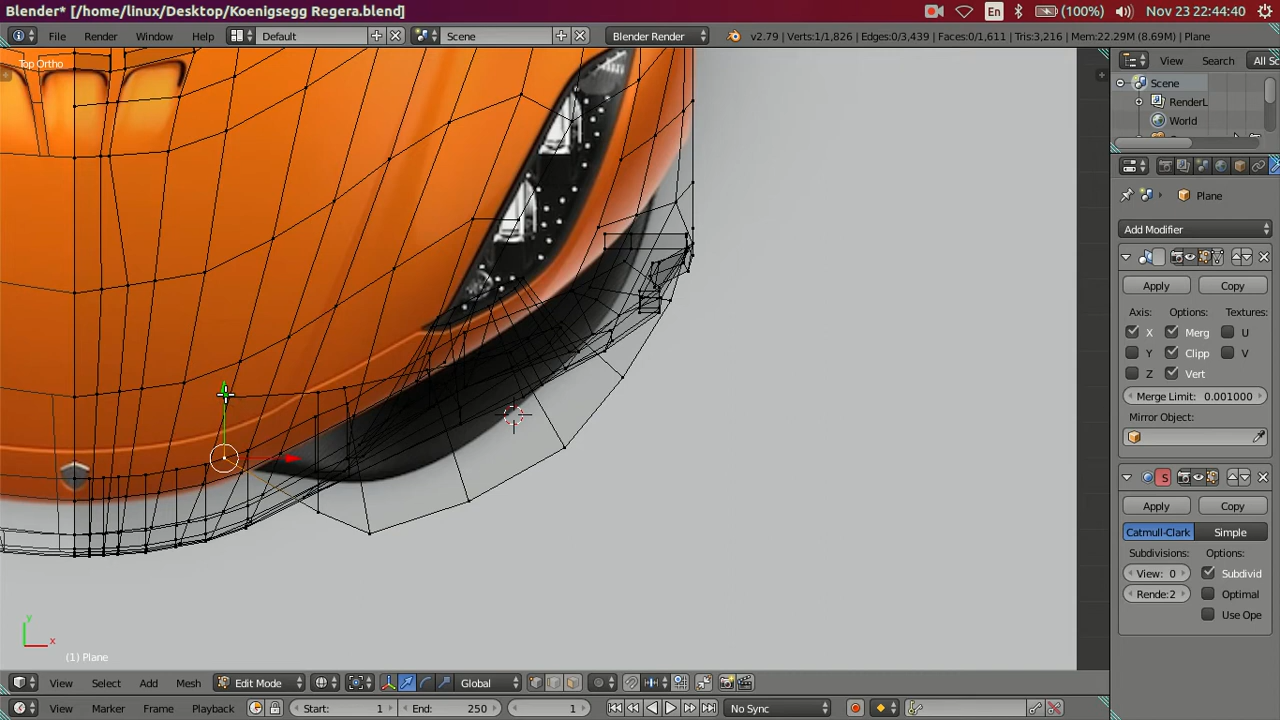 Blender* [/home/linux/Desktop/Koenigsegg Regera.blend]
En (100%) Nov 23 22:44:40
File Render Window Help Default Scene Blender Render v2.79 | Verts:1/1,826 | Edges:0/3,439 | Faces:0/1,611 | Tris:3,216 | Mem:22.29M (8.69M) | Plane
Top Ortho
View Search All Sc
Scene
RenderL
World
Plane
Add Modifier
Apply Copy
Axis: Options: Textures:
X Merg U
Y Clipp V
Z Vert
Merge Limit: 0.001000
Mirror Object:
S
Apply Copy
Catmull-Clark Simple
Subdivisions: Options:
View: 0 Subdivid
Rende:2 Optimal
Use Ope
y
x
(1) Plane
View Select Add Mesh Edit Mode Global
View Marker Frame Playback Start: 1 End: 250 1 No Sync